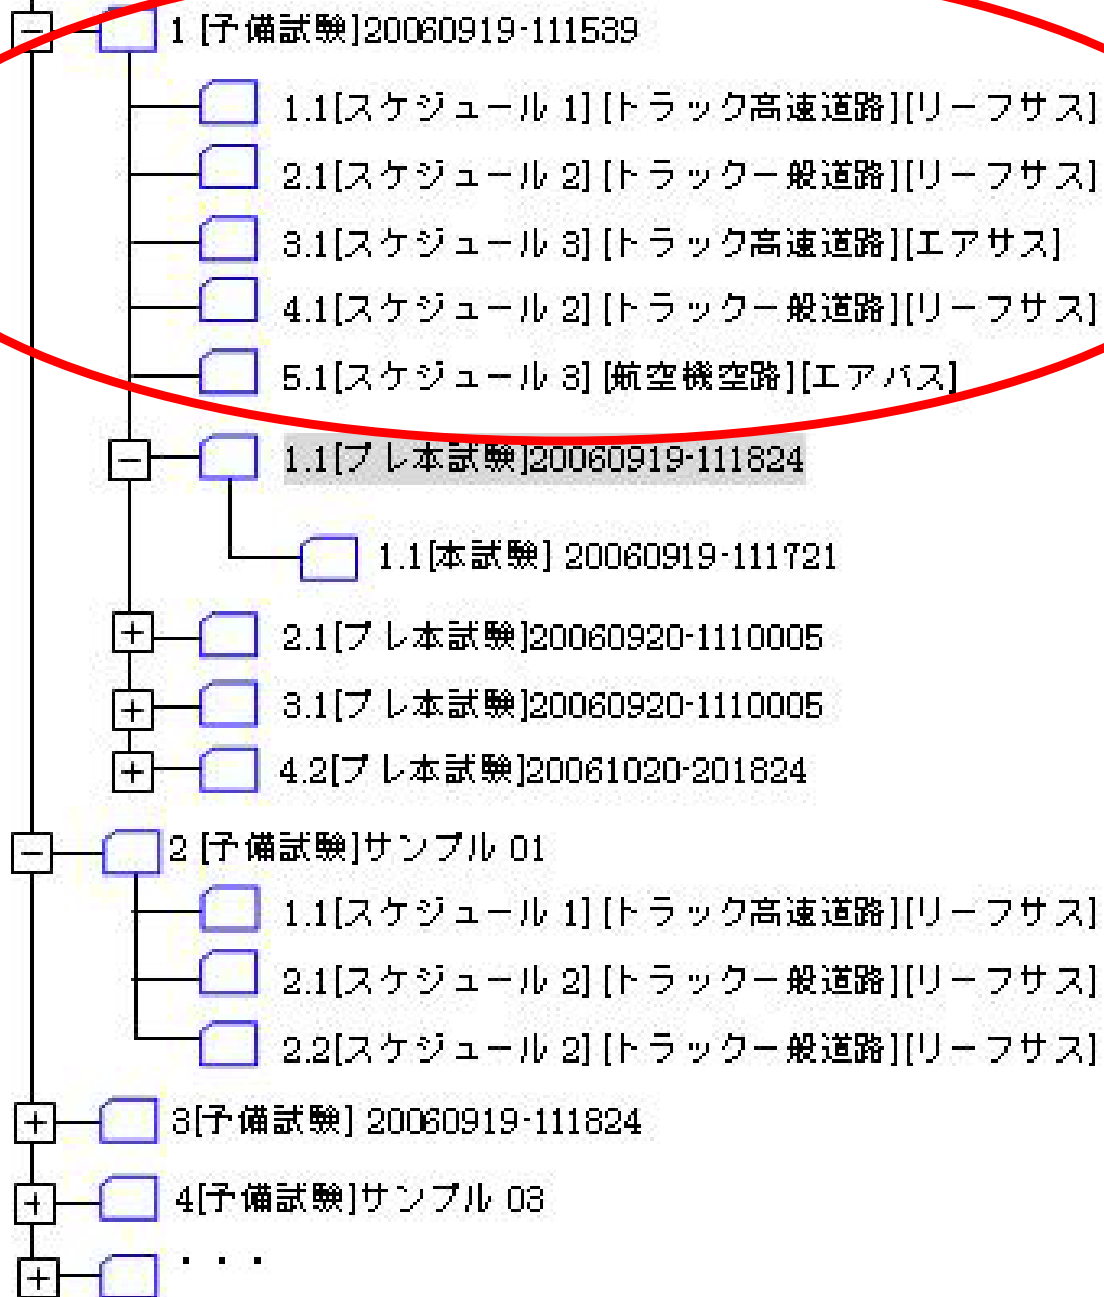 1 [予備試験]20060919-111539
1.1[スケジュール 1] [トラック高速道路][リーフサス]
2.1[スケジュール 2] [トラック一般道路][リーフサス]
3.1[スケジュール 3] [トラック高速道路][エアサス]
4.1[スケジュール 2] [トラック一般道路][リーフサス]
5.1[スケジュール 3] [航空機空路][エアバス]
1.1[プレ本試験]20060919-111824
1.1[本試験] 20060919-111721
2.1[プレ本試験]20060920-1110005
3.1[プレ本試験]20060920-1110005
4.2[プレ本試験]20061020-201824
2 [予備試験]サンプル 01
1.1[スケジュール 1] [トラック高速道路][リーフサス]
2.1[スケジュール 2] [トラック一般道路][リーフサス]
2.2[スケジュール 2] [トラック一般道路][リーフサス]
3[予備試験] 20060919-111824
4[予備試験]サンプル 03
・・・